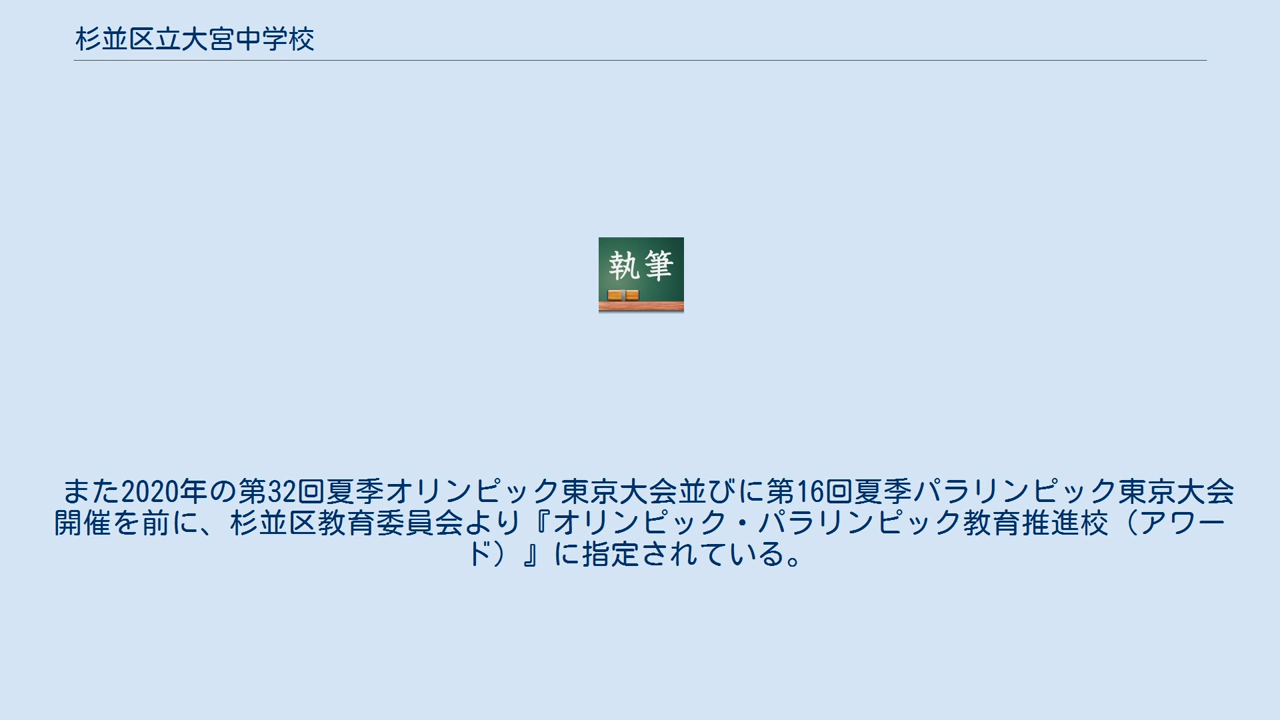 杉並区立大宮中学校
執筆
また2020年の第32回夏季オリンピック東京大会並びに第16回夏季パラリンピック東京大会
開催を前に、杉並区教育委員会より『オリンピック・パラリンピック教育推進校（アワー
ド）』に指定されている。